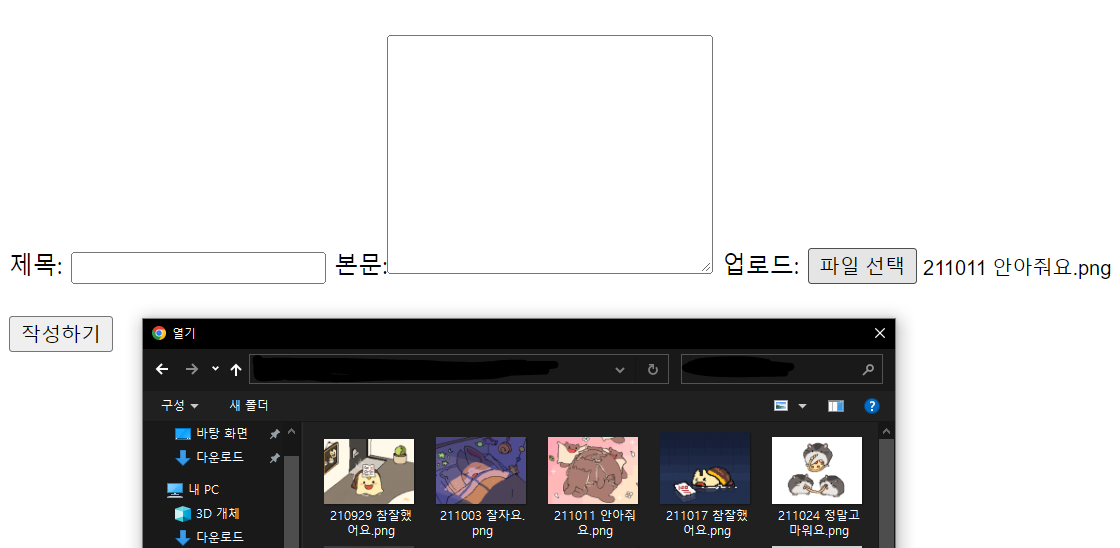 제목: 본문: 업로드: 파일 선택 211011 안아줘요.png
작성하기
열기
구성 새 폴더
바탕 화면
다운로드
내 PC
3D 개체
다운로드
210929 참잘했
어요.png
211003 잘자요.
png
211011 안아줘
요.png
211017 참잘했
어요.png
211024 정말고
마워요.png